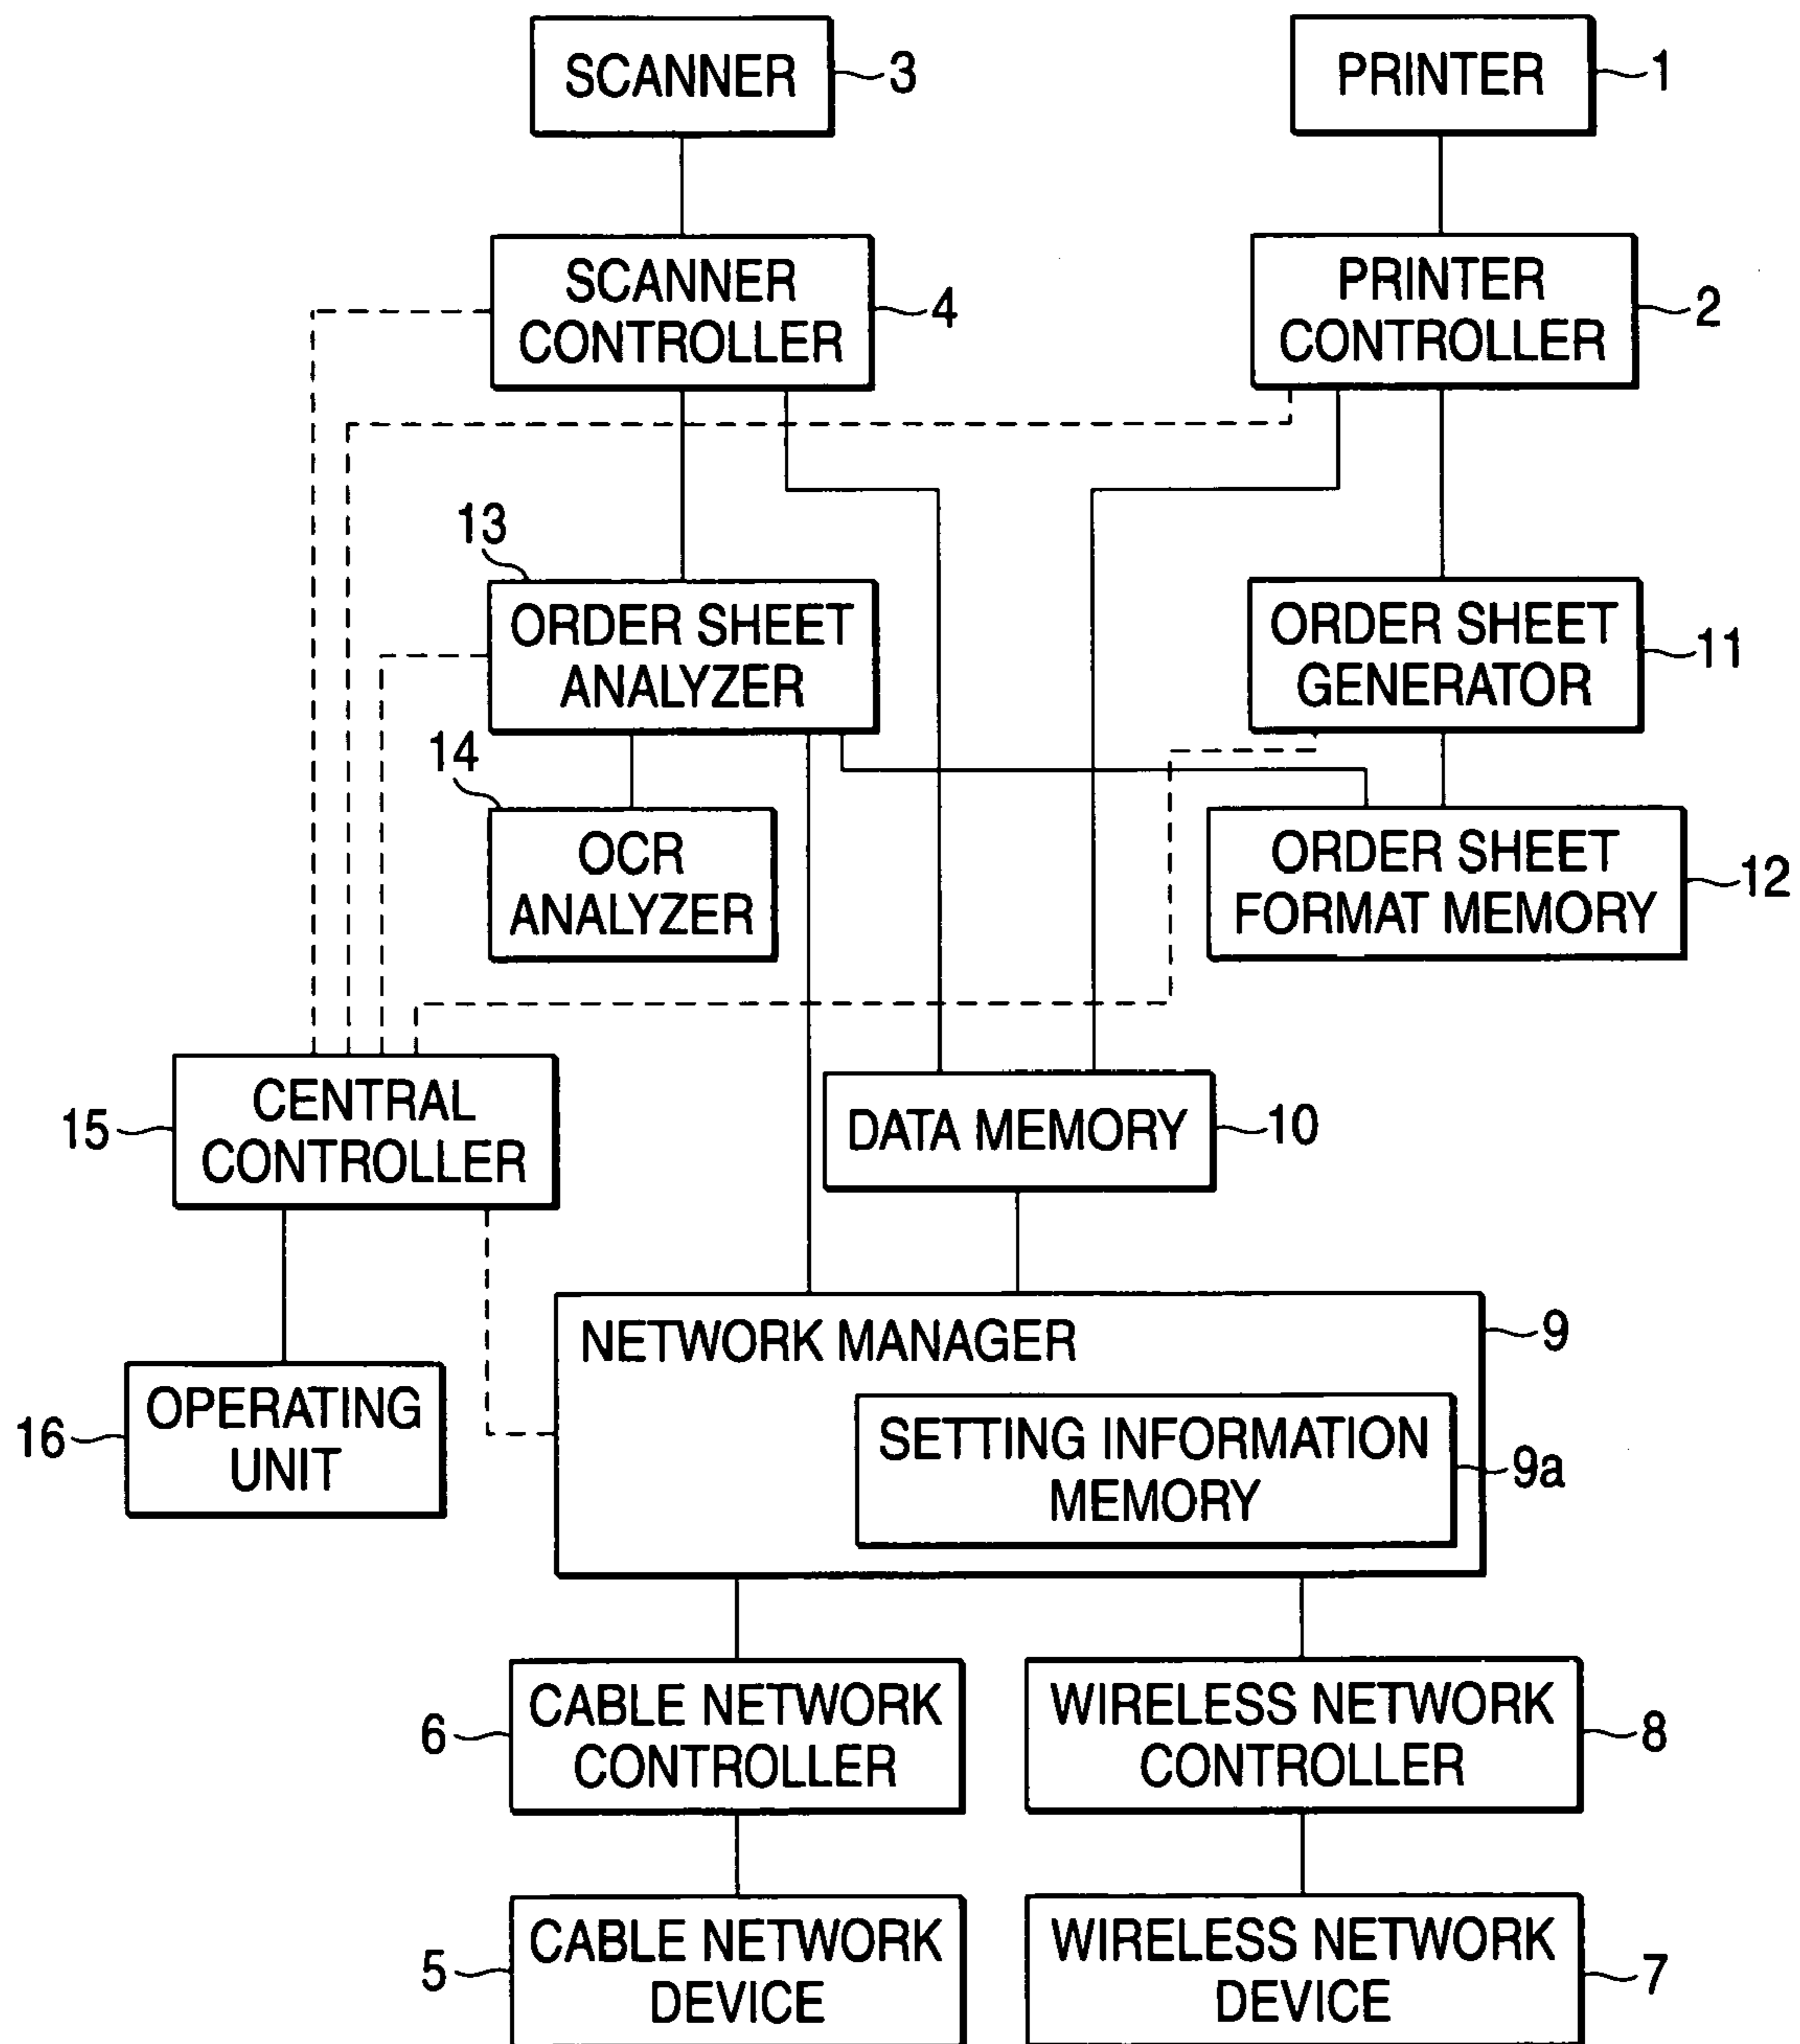 SCANNER
3
PRINTER
1
SCANNER
CONTROLLER
4
PRINTER
CONTROLLER
2
13
ORDER SHEET
ANALYZER
ORDER SHEET
GENERATOR
11
14
OCR
ANALYZER
ORDER SHEET
FORMAT MEMORY
12
15
CENTRAL
CONTROLLER
DATA MEMORY
10
NETWORK MANAGER
9
16
OPERATING
UNIT
SETTING INFORMATION
MEMORY
9a
6
CABLE NETWORK
CONTROLLER
WIRELESS NETWORK
CONTROLLER
8
5
CABLE NETWORK
DEVICE
WIRELESS NETWORK
DEVICE
7